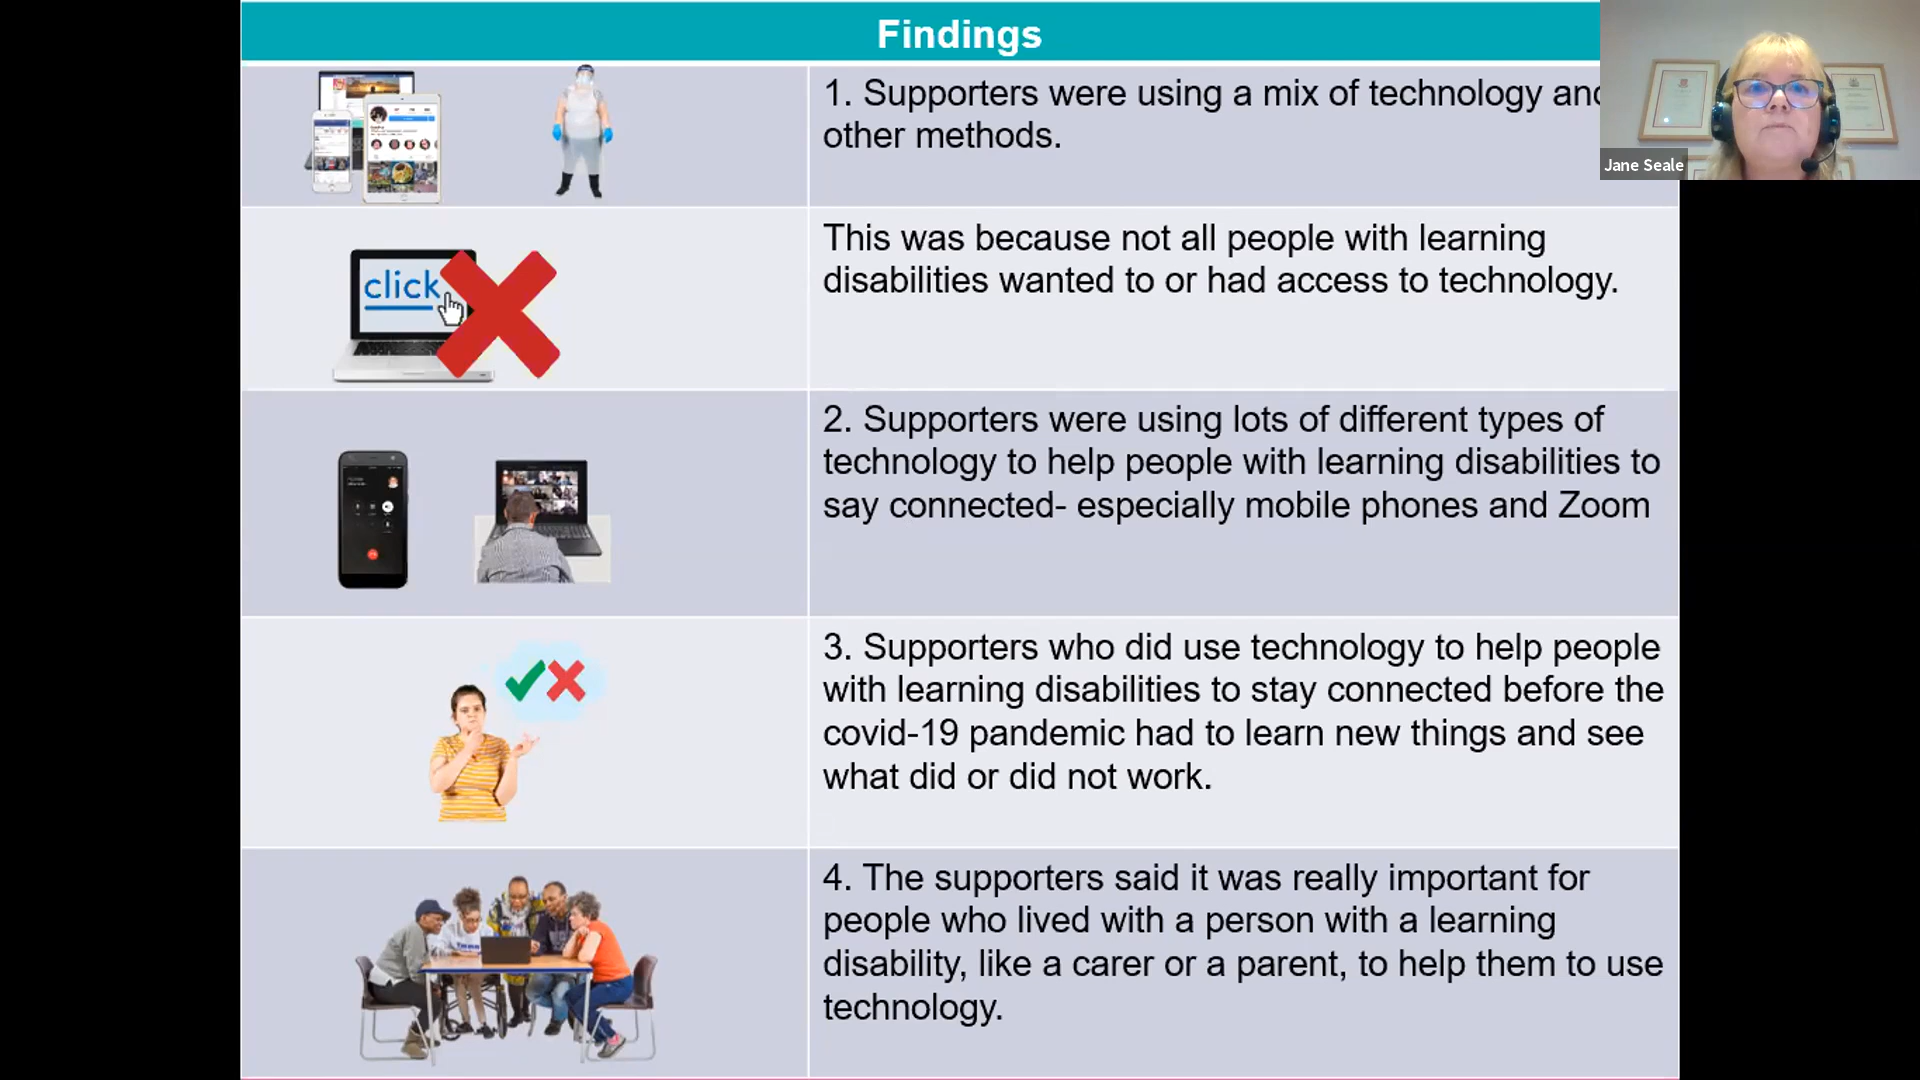 Findings
1. Supporters were using a mix of technology and
other methods.
Jane Seale
This was because not all people with learning
disabilities wanted to or had access to technology.
click
2. Supporters were using lots of different types of
technology to help people with learning disabilities to
say connected- especially mobile phones and Zoom
3. Supporters who did use technology to help people
with learning disabilities to stay connected before the
covid-19 pandemic had to learn new things and see
what did or did not work.
4. The supporters said it was really important for
people who lived with a person with a learning
disability, like a carer or a parent, to help them to use
technology.